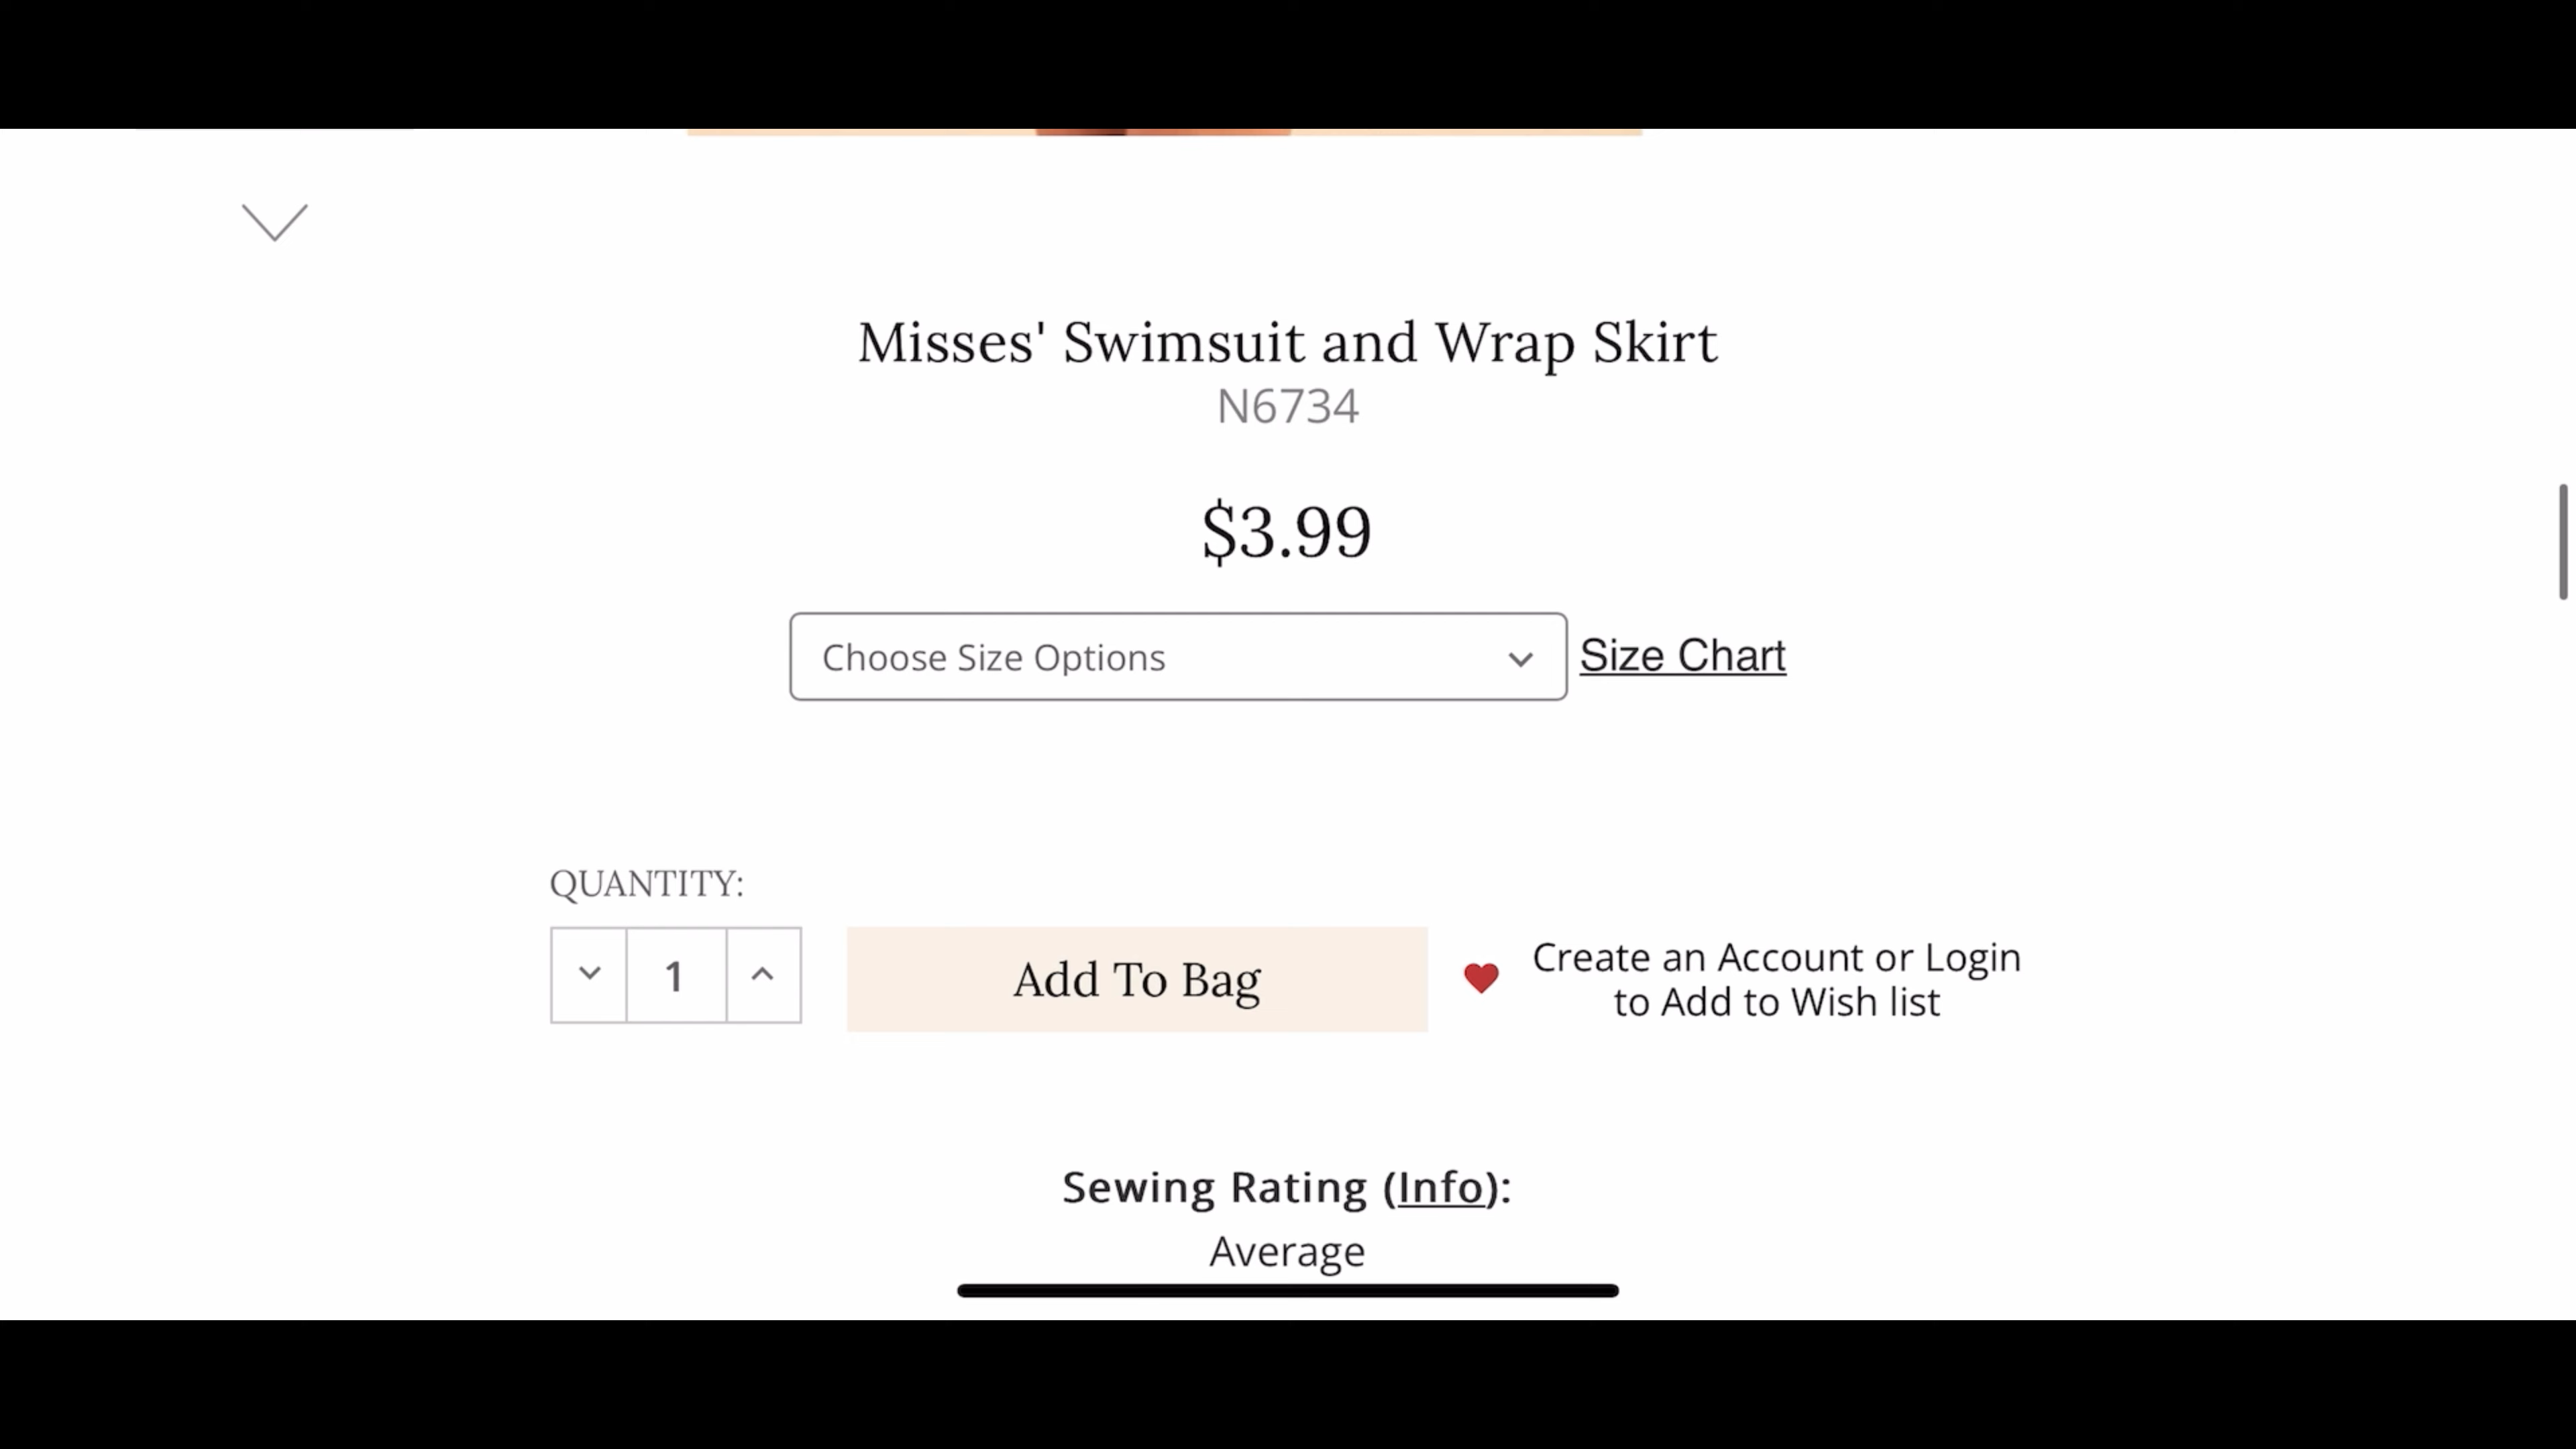 Misses' Swimsuit and Wrap Skirt
N6734
$3.99
Choose Size Options
Size Chart
QUANTITY:
1
Add To Bag
Create an Account or Login
to Add to Wish list
Sewing Rating (Info):
Average